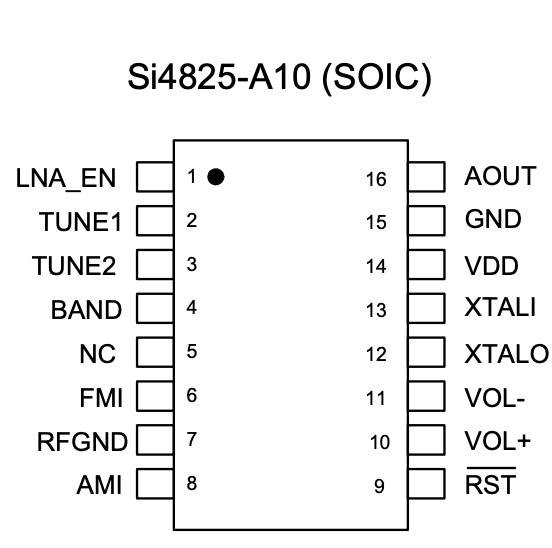 Si4825-A10 (SOIC)
LNA_EN 1 16 AOUT
TUNE1 2 15 GND
TUNE2 3 14 VDD
BAND 4 13 XTALI
NC 5 12 XTALO
FMI 6 11 VOL-
RFGND 7 10 VOL+
AMI 8 9 RST